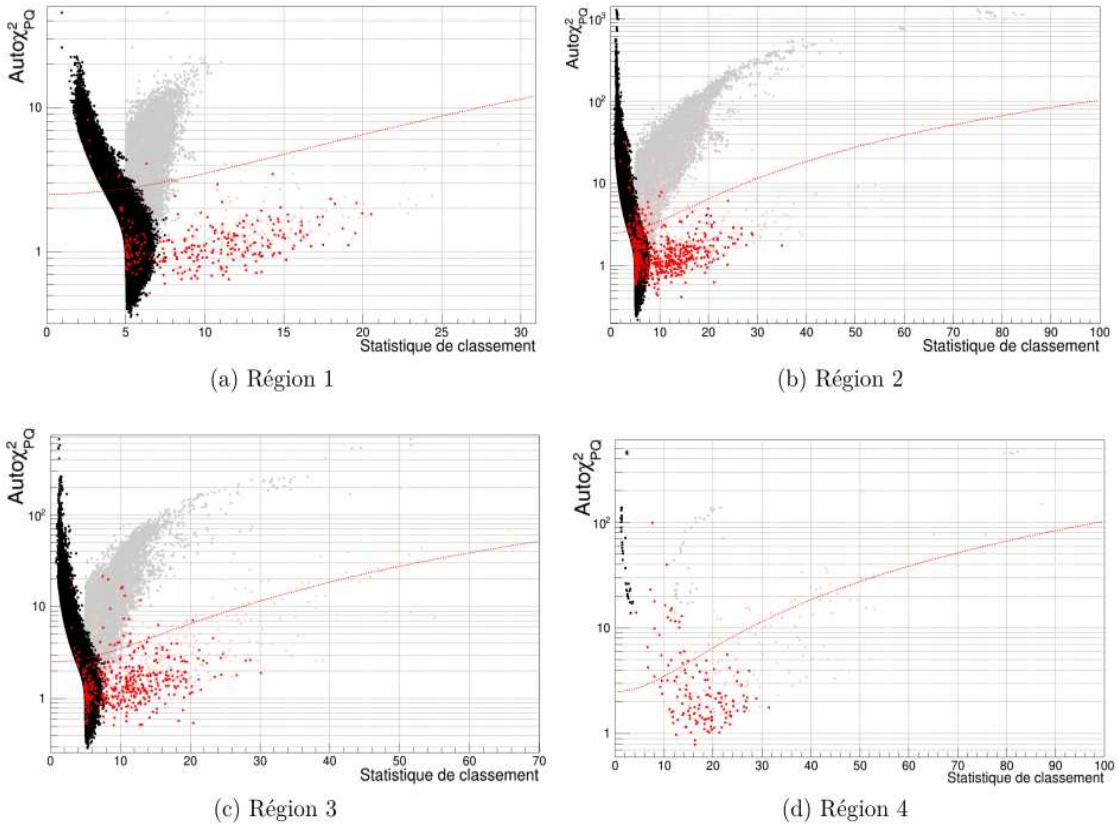 Autoχ²PQ
10
1
0 5 10 15 20 25 30
Statistique de classement
(a) Région 1
Autoχ²PQ
10³
10²
10
1
0 10 20 30 40 50 60 70 80 90 100
Statistique de classement
(b) Région 2
Autoχ²PQ
10²
10
1
0 10 20 30 40 50 60 70
Statistique de classement
(c) Région 3
Autoχ²PQ
10²
10
1
0 10 20 30 40 50 60 70 80 90 100
Statistique de classement
(d) Région 4